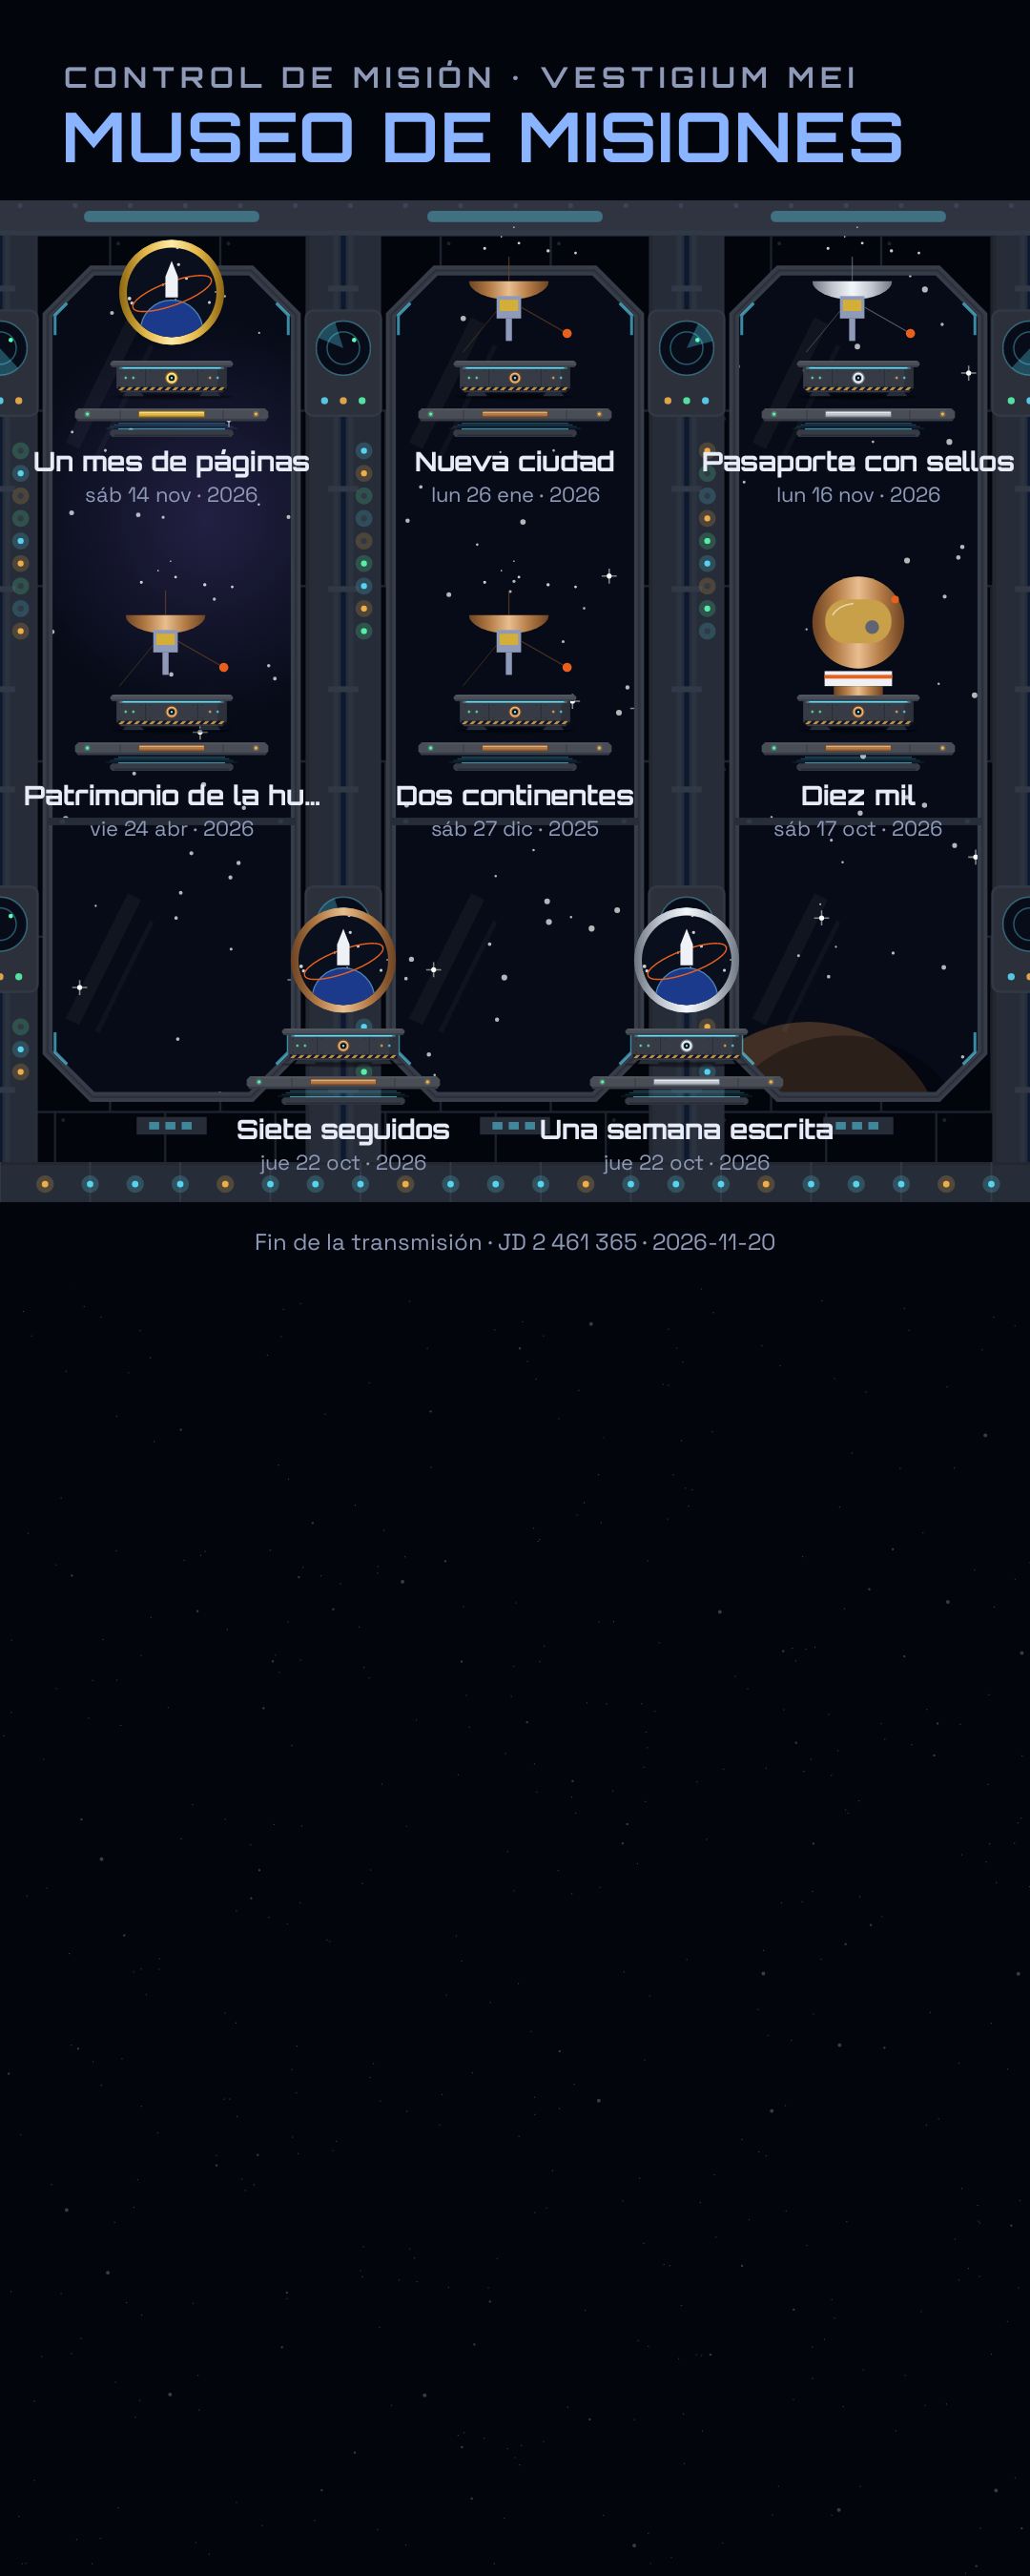 CONTROL DE MISIÓN · VESTIGIUM MEI
MUSEO DE MISIONES
Un mes de páginas
sáb 14 nov · 2026
Nueva ciudad
lun 26 ene · 2026
Pasaporte con sellos
lun 16 nov · 2026
Patrimonio de la hu...
vie 24 abr · 2026
Dos continentes
sáb 27 dic · 2025
Diez mil
sáb 17 oct · 2026
Siete seguidos
jue 22 oct · 2026
Una semana escrita
jue 22 oct · 2026
Fin de la transmisión · JD 2 461 365 · 2026-11-20